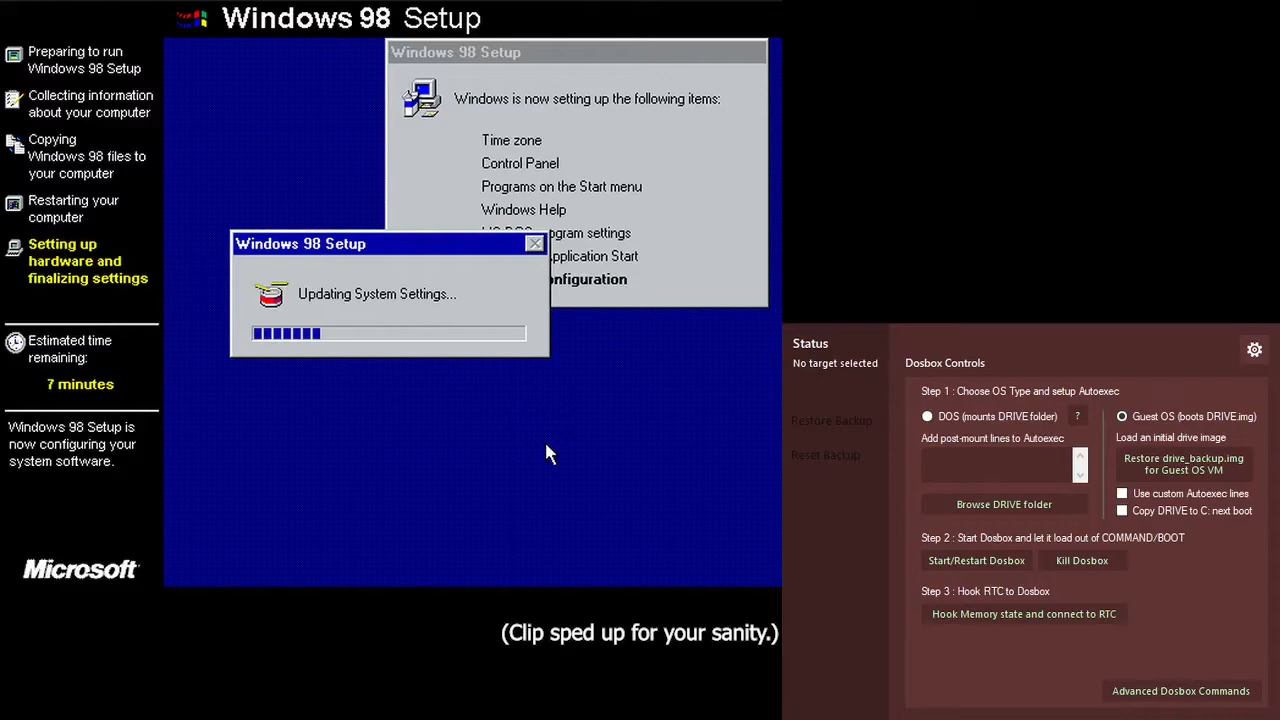 Windows 98 Setup
Preparing to run
Windows 98 Setup
Collecting information
about your computer
Copying
Windows 98 files to
your computer
Restarting your
computer
Setting up
hardware and
finalizing settings
Estimated time
remaining:
7 minutes
Windows 98 Setup is
now configuring your
system software.
Microsoft
Windows 98 Setup
Windows is now setting up the following items:
Time zone
Control Panel
Programs on the Start menu
Windows Help
settings
Start
Windows 98 Setup
Updating System Settings...
(Clip sped up for your sanity.)
Status
No target selected
Restore Backup
Reset Backup
Dosbox Controls
Step 1 : Choose OS Type and setup Autoexec
DOS (mounts DRIVE folder) ?
Add post-mount lines to Autoexec
Browse DRIVE folder
Guest OS (boots DRIVE.img)
Load an initial drive image
Restore drive_backup.img
for Guest OS VM
Use custom Autoexec lines
Copy DRIVE to C: next boot
Step 2 : Start Dosbox and let it load out of COMMAND/BOOT
Start/Restart Dosbox Kill Dosbox
Step 3 : Hook RTC to Dosbox
Hook Memory state and connect to RTC
Advanced Dosbox Commands